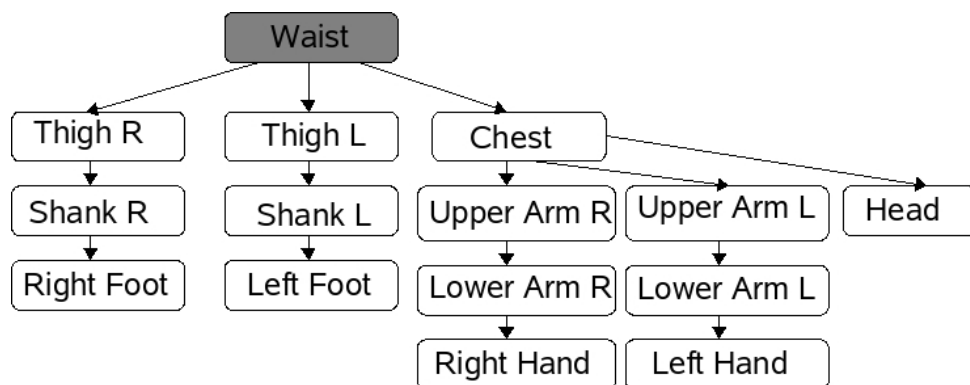 Waist
Thigh R
Thigh L
Chest
Shank R
Shank L
Upper Arm R
Upper Arm L
Head
Right Foot
Left Foot
Lower Arm R
Lower Arm L
Right Hand
Left Hand